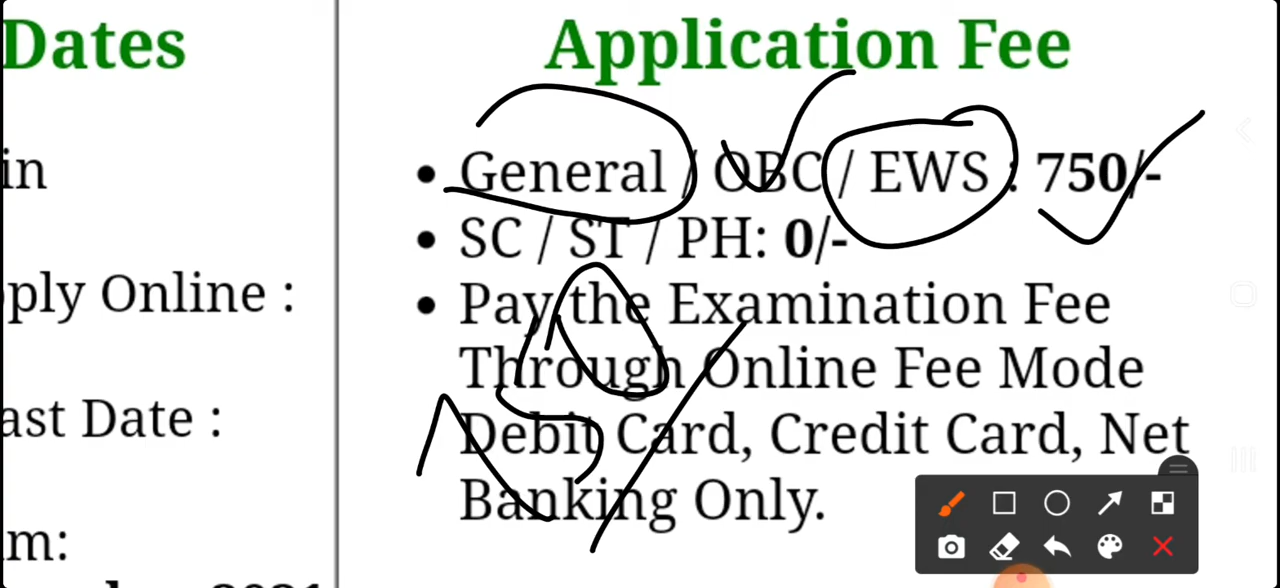 Dates
Application Fee
in
• General / OBC / EWS : 750/-
• SC / ST / PH: 0/-
ply Online :
• Pay the Examination Fee
Through Online Fee Mode
ast Date :
Debit Card, Credit Card, Net
Banking Only.
m: